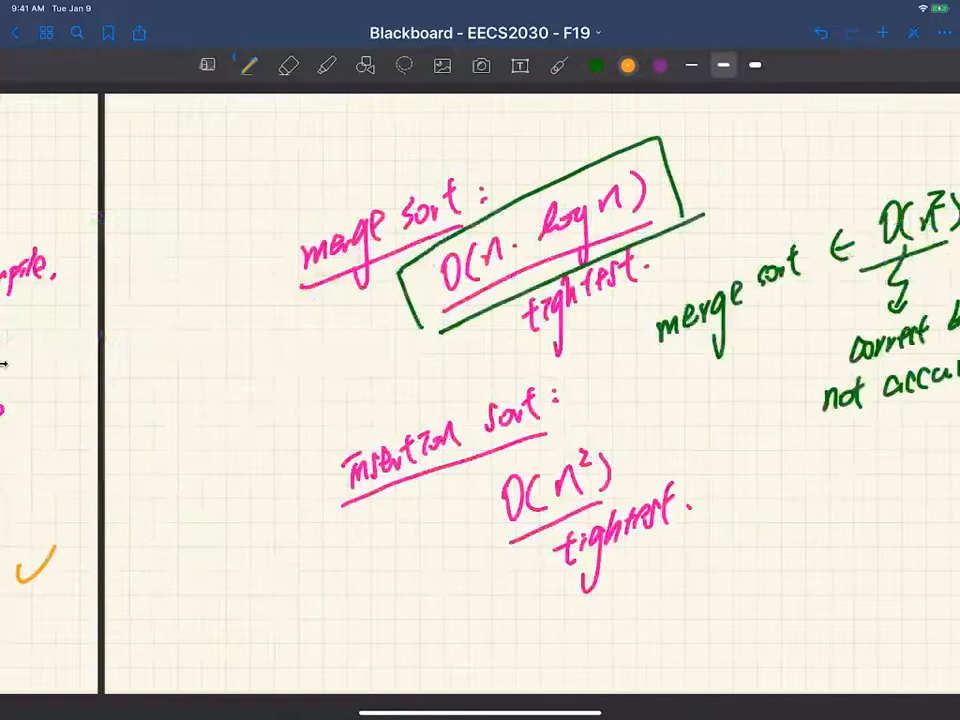 9:41 AM Tue Jan 9
Blackboard - EECS2030 - F19
merge sort:
O(n. log n)
tightest.
merge sort ∈ O(n²)
correct
not
insertion sort:
O(n²)
tightest.